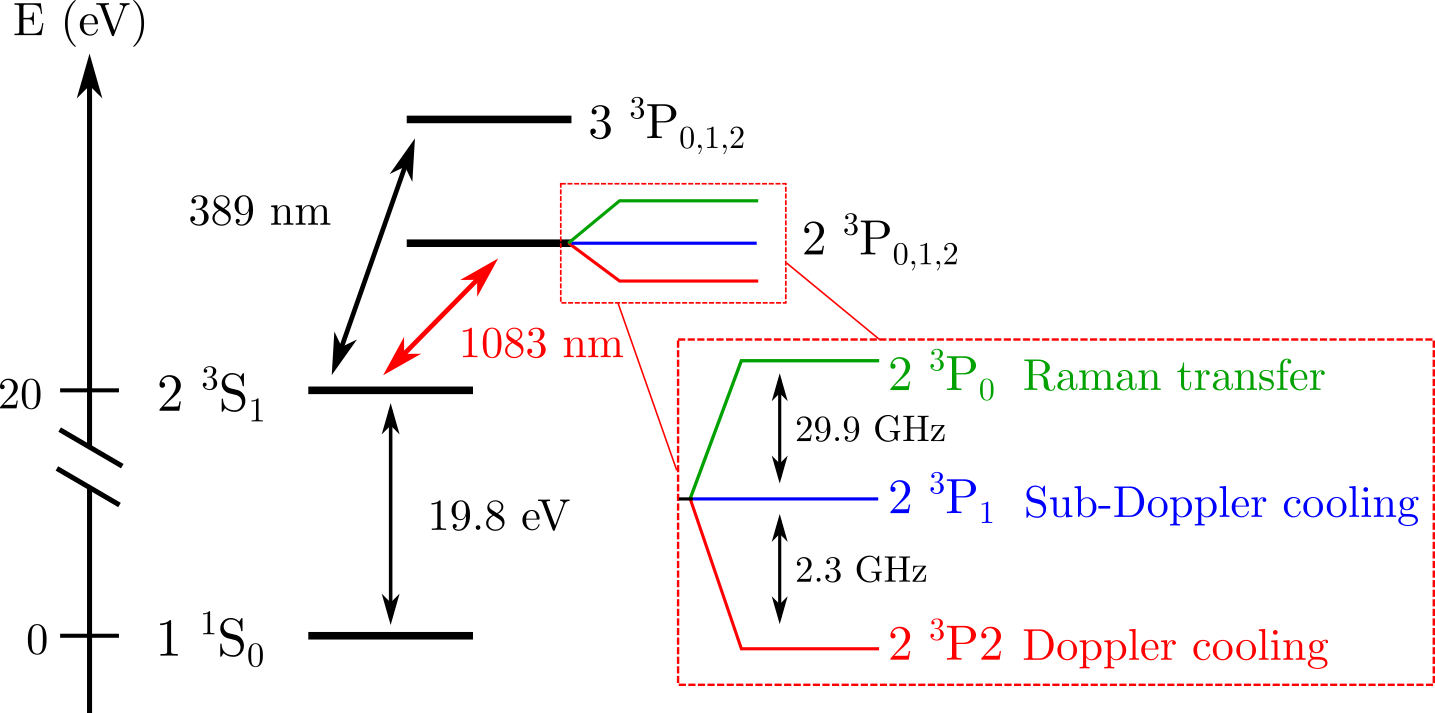 E (eV)
3 ³P₀,₁,₂
389 nm
2 ³P₀,₁,₂
1083 nm
20
2 ³S₁
2 ³P₀ Raman transfer
29.9 GHz
2 ³P₁ Sub-Doppler cooling
19.8 eV
2.3 GHz
0
1 ¹S₀
2 ³P2 Doppler cooling